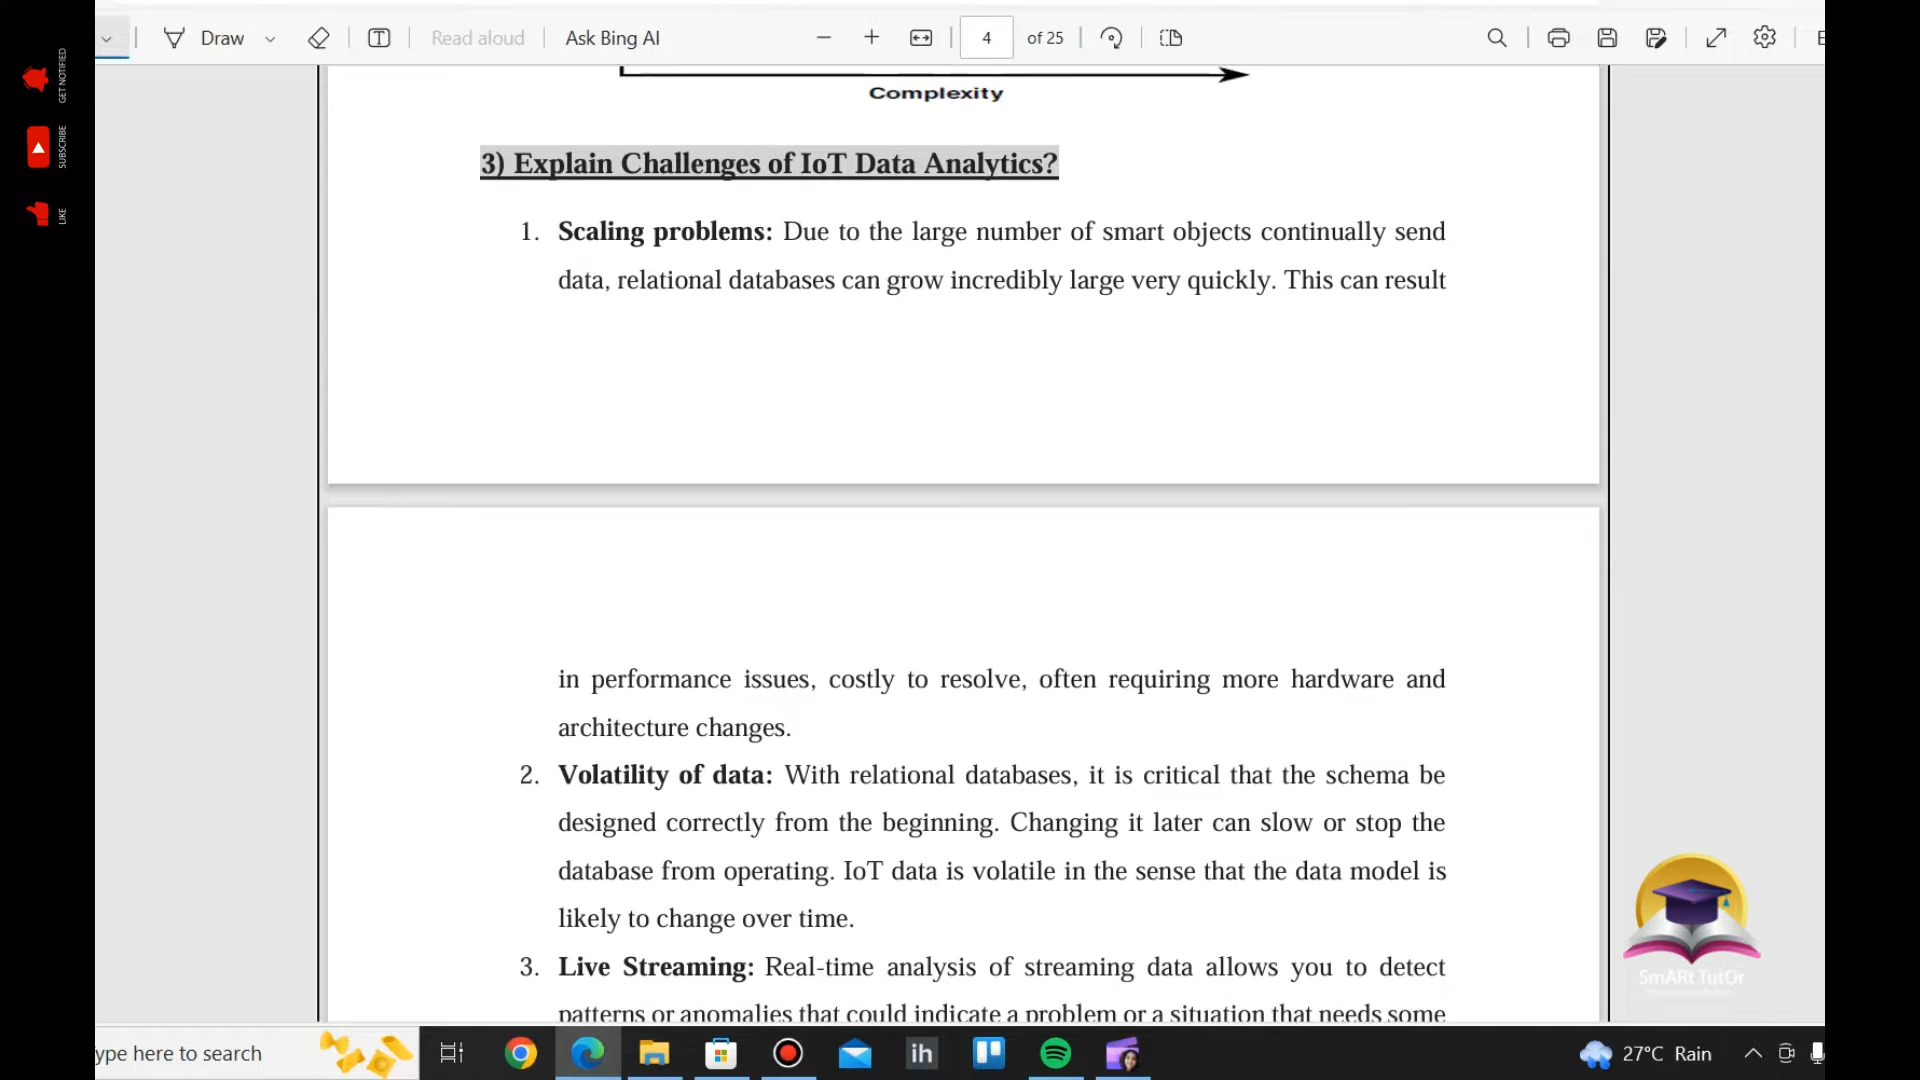 Draw
Read aloud
Ask Bing AI
4
of 25
GET NOTIFIED
SUBSCRIBE
LIKE
Complexity
3) Explain Challenges of IoT Data Analytics?
1. Scaling problems: Due to the large number of smart objects continually send
data, relational databases can grow incredibly large very quickly. This can result
in performance issues, costly to resolve, often requiring more hardware and
architecture changes.
2. Volatility of data: With relational databases, it is critical that the schema be
designed correctly from the beginning. Changing it later can slow or stop the
database from operating. IoT data is volatile in the sense that the data model is
likely to change over time.
3. Live Streaming: Real-time analysis of streaming data allows you to detect
patterns or anomalies that could indicate a problem or a situation that needs some
SmARt TutOr
ype here to search
ih
27°C Rain